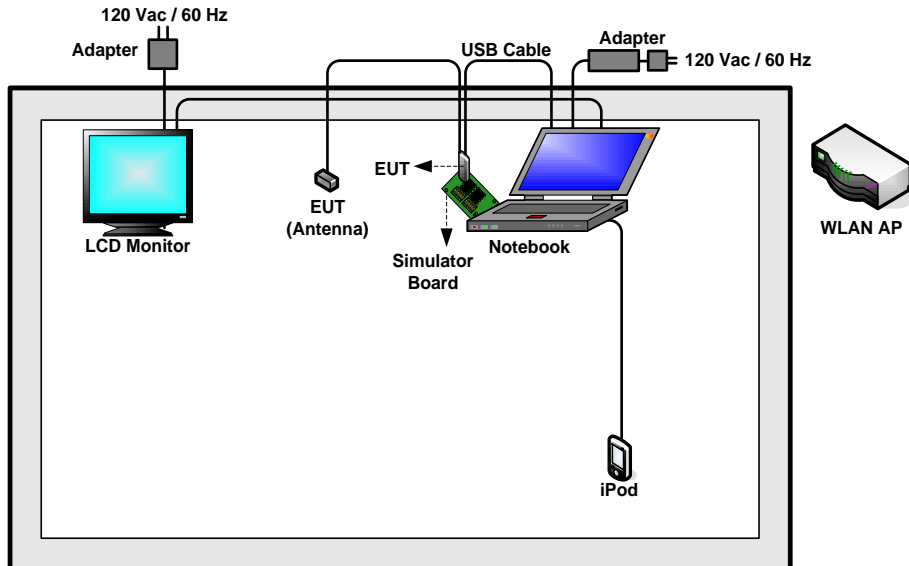 120 Vac / 60 Hz
Adapter
USB Cable
Adapter
120 Vac / 60 Hz
LCD Monitor
EUT
(Antenna)
EUT
Simulator
Board
Notebook
WLAN AP
iPod